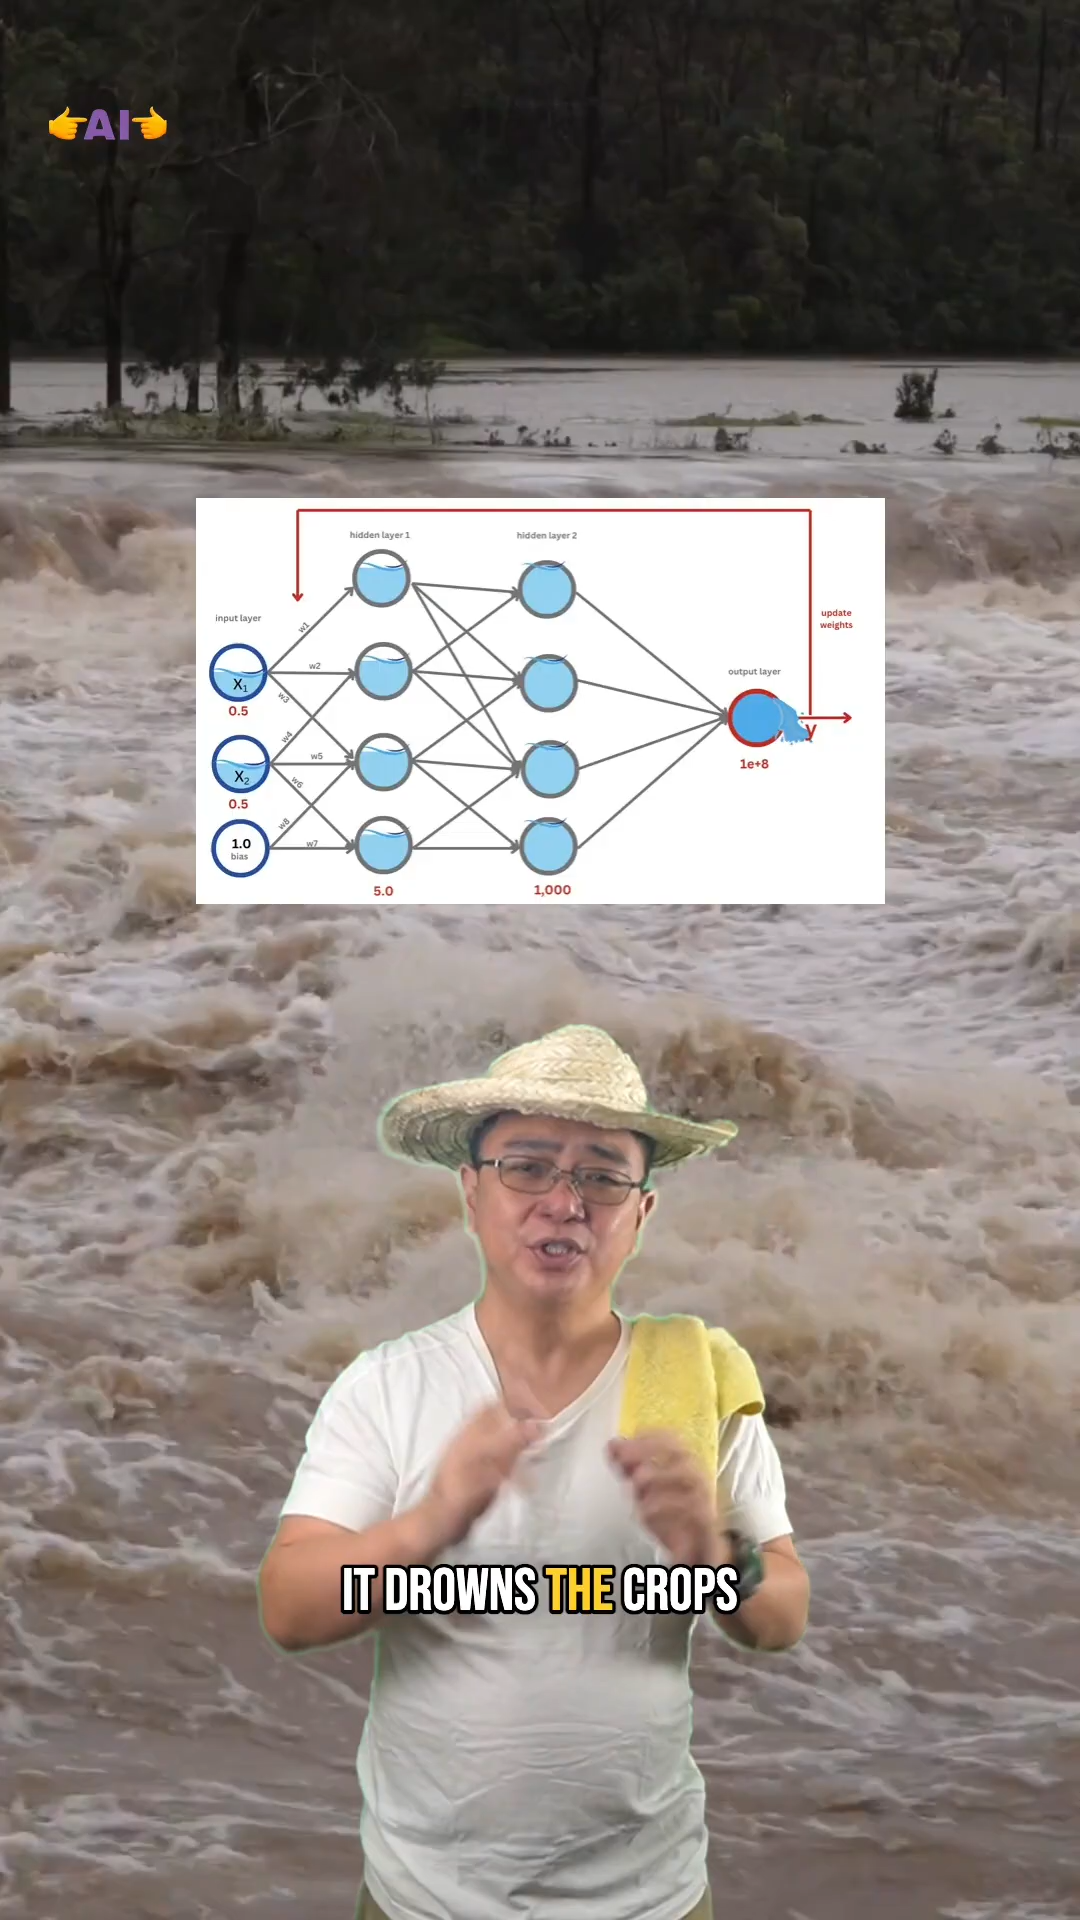 👉AI👈
hidden layer 1
hidden layer 2
input layer
update
weights
output layer
w1
w2
w3
w4
w5
w6
w8
w7
X1
0.5
X2
0.5
1.0
bias
5.0
1,000
1e+8
y
IT DROWNS THE CROPS